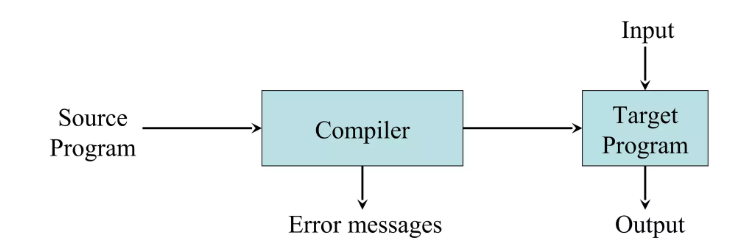 Input
Source
Program
Compiler
Target
Program
Error messages
Output